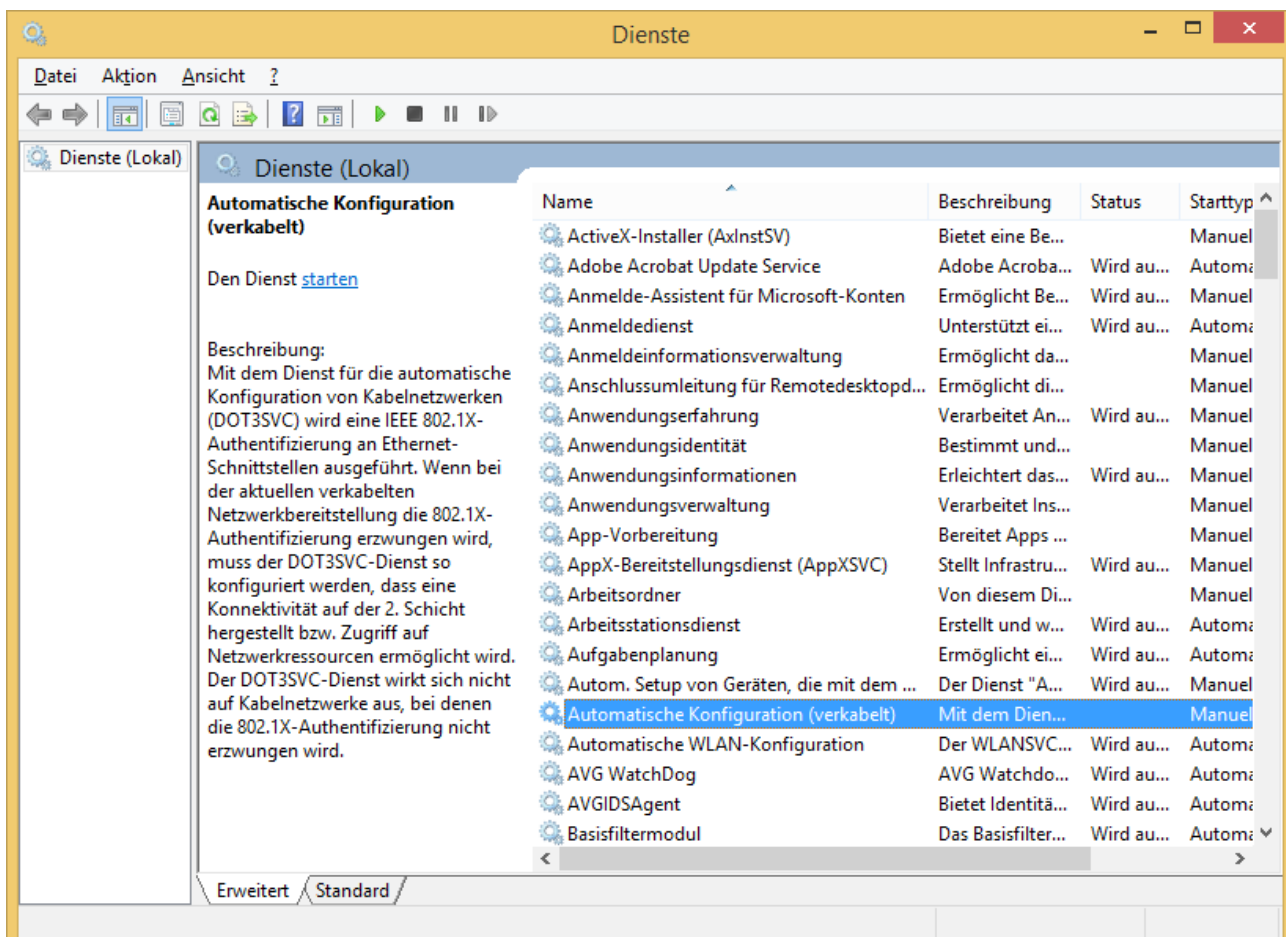 Dienste
Datei Aktion Ansicht ?
Dienste (Lokal)
Dienste (Lokal)
Automatische Konfiguration
(verkabelt)
Den Dienst starten
Beschreibung:
Mit dem Dienst für die automatische
Konfiguration von Kabelnetzwerken
(DOT3SVC) wird eine IEEE 802.1X-
Authentifizierung an Ethernet-
Schnittstellen ausgeführt. Wenn bei
der aktuellen verkabelten
Netzwerkbereitstellung die 802.1X-
Authentifizierung erzwungen wird,
muss der DOT3SVC-Dienst so
konfiguriert werden, dass eine
Konnektivität auf der 2. Schicht
hergestellt bzw. Zugriff auf
Netzwerkressourcen ermöglicht wird.
Der DOT3SVC-Dienst wirkt sich nicht
auf Kabelnetzwerke aus, bei denen
die 802.1X-Authentifizierung nicht
erzwungen wird.
Name Beschreibung Status Starttyp
ActiveX-Installer (AxInstSV) Bietet eine Be... Manuel
Adobe Acrobat Update Service Adobe Acroba... Wird au... Automa
Anmelde-Assistent für Microsoft-Konten Ermöglicht Be... Wird au... Manuel
Anmeldedienst Unterstützt ei... Wird au... Automa
Anmeldeinformationsverwaltung Ermöglicht da... Manuel
Anschlussumleitung für Remotedesktopd... Ermöglicht di... Manuel
Anwendungserfahrung Verarbeitet An... Wird au... Manuel
Anwendungsidentität Bestimmt und... Manuel
Anwendungsinformationen Erleichtert das... Wird au... Manuel
Anwendungsverwaltung Verarbeitet Ins... Manuel
App-Vorbereitung Bereitet Apps ... Manuel
AppX-Bereitstellungsdienst (AppXSVC) Stellt Infrastru... Wird au... Manuel
Arbeitsordner Von diesem Di... Manuel
Arbeitsstationsdienst Erstellt und w... Wird au... Automa
Aufgabenplanung Ermöglicht ei... Wird au... Automa
Autom. Setup von Geräten, die mit dem ... Der Dienst "A... Wird au... Manuel
Automatische Konfiguration (verkabelt) Mit dem Dien... Manuel
Automatische WLAN-Konfiguration Der WLANSVC... Wird au... Automa
AVG WatchDog AVG Watchdo... Wird au... Automa
AVGIDSAgent Bietet Identitä... Wird au... Automa
Basisfiltermodul Das Basisfilter... Wird au... Automa
Erweitert Standard